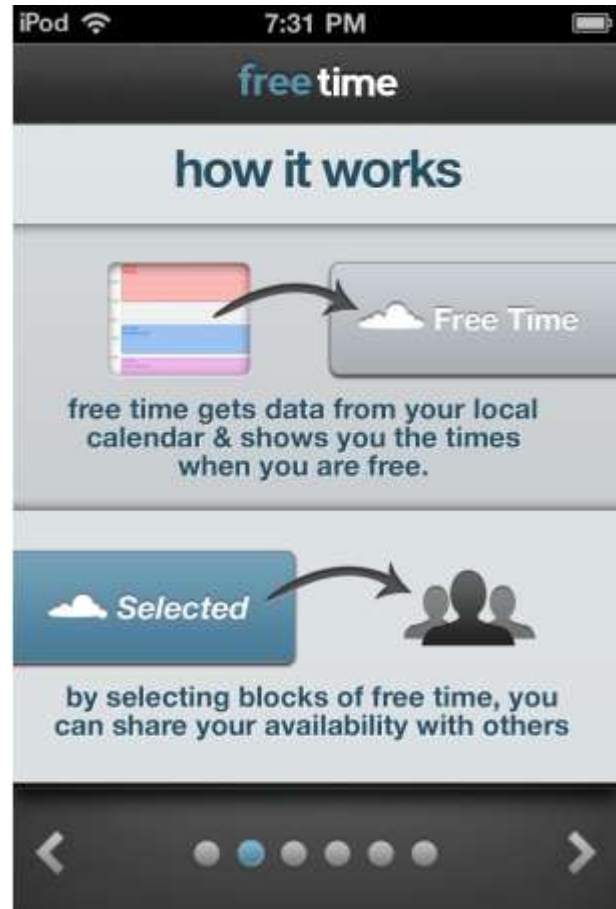 iPod 7:31 PM
freetime
how it works
Free Time
free time gets data from your local
calendar & shows you the times
when you are free.
Selected
by selecting blocks of free time, you
can share your availability with others